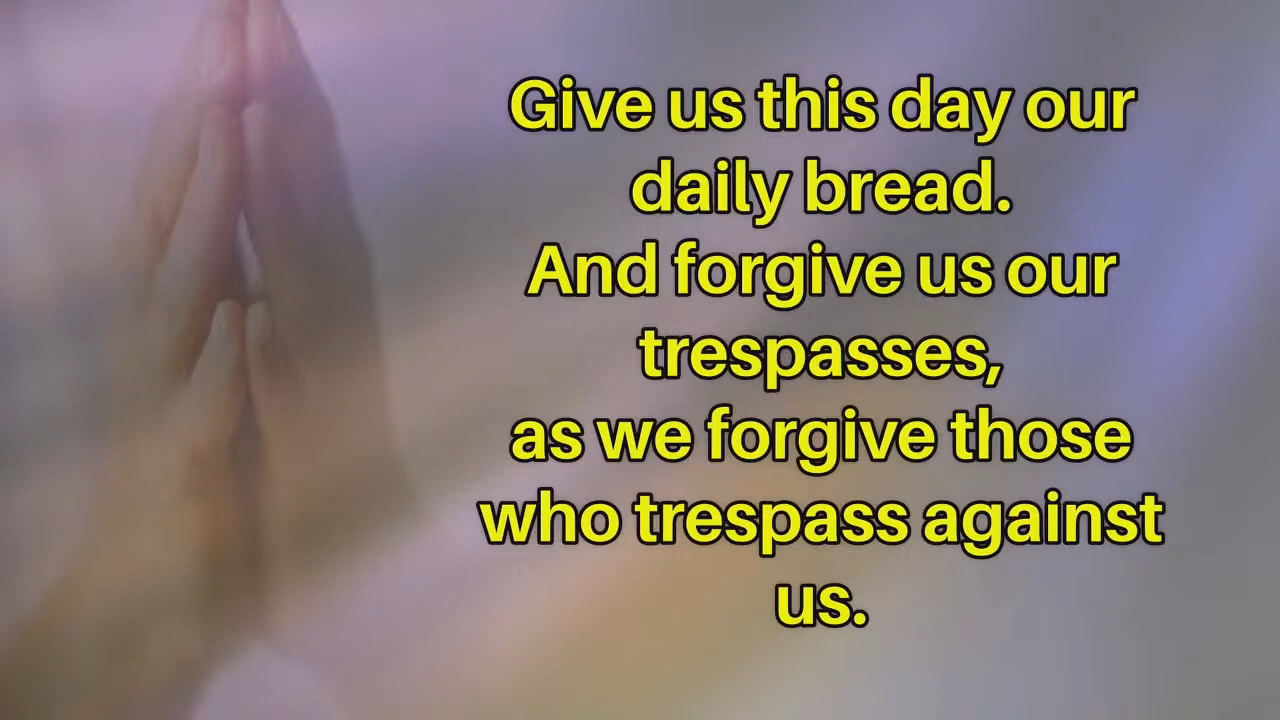 Give us this day our
daily bread.
And forgive us our
trespasses,
as we forgive those
who trespass against
us.